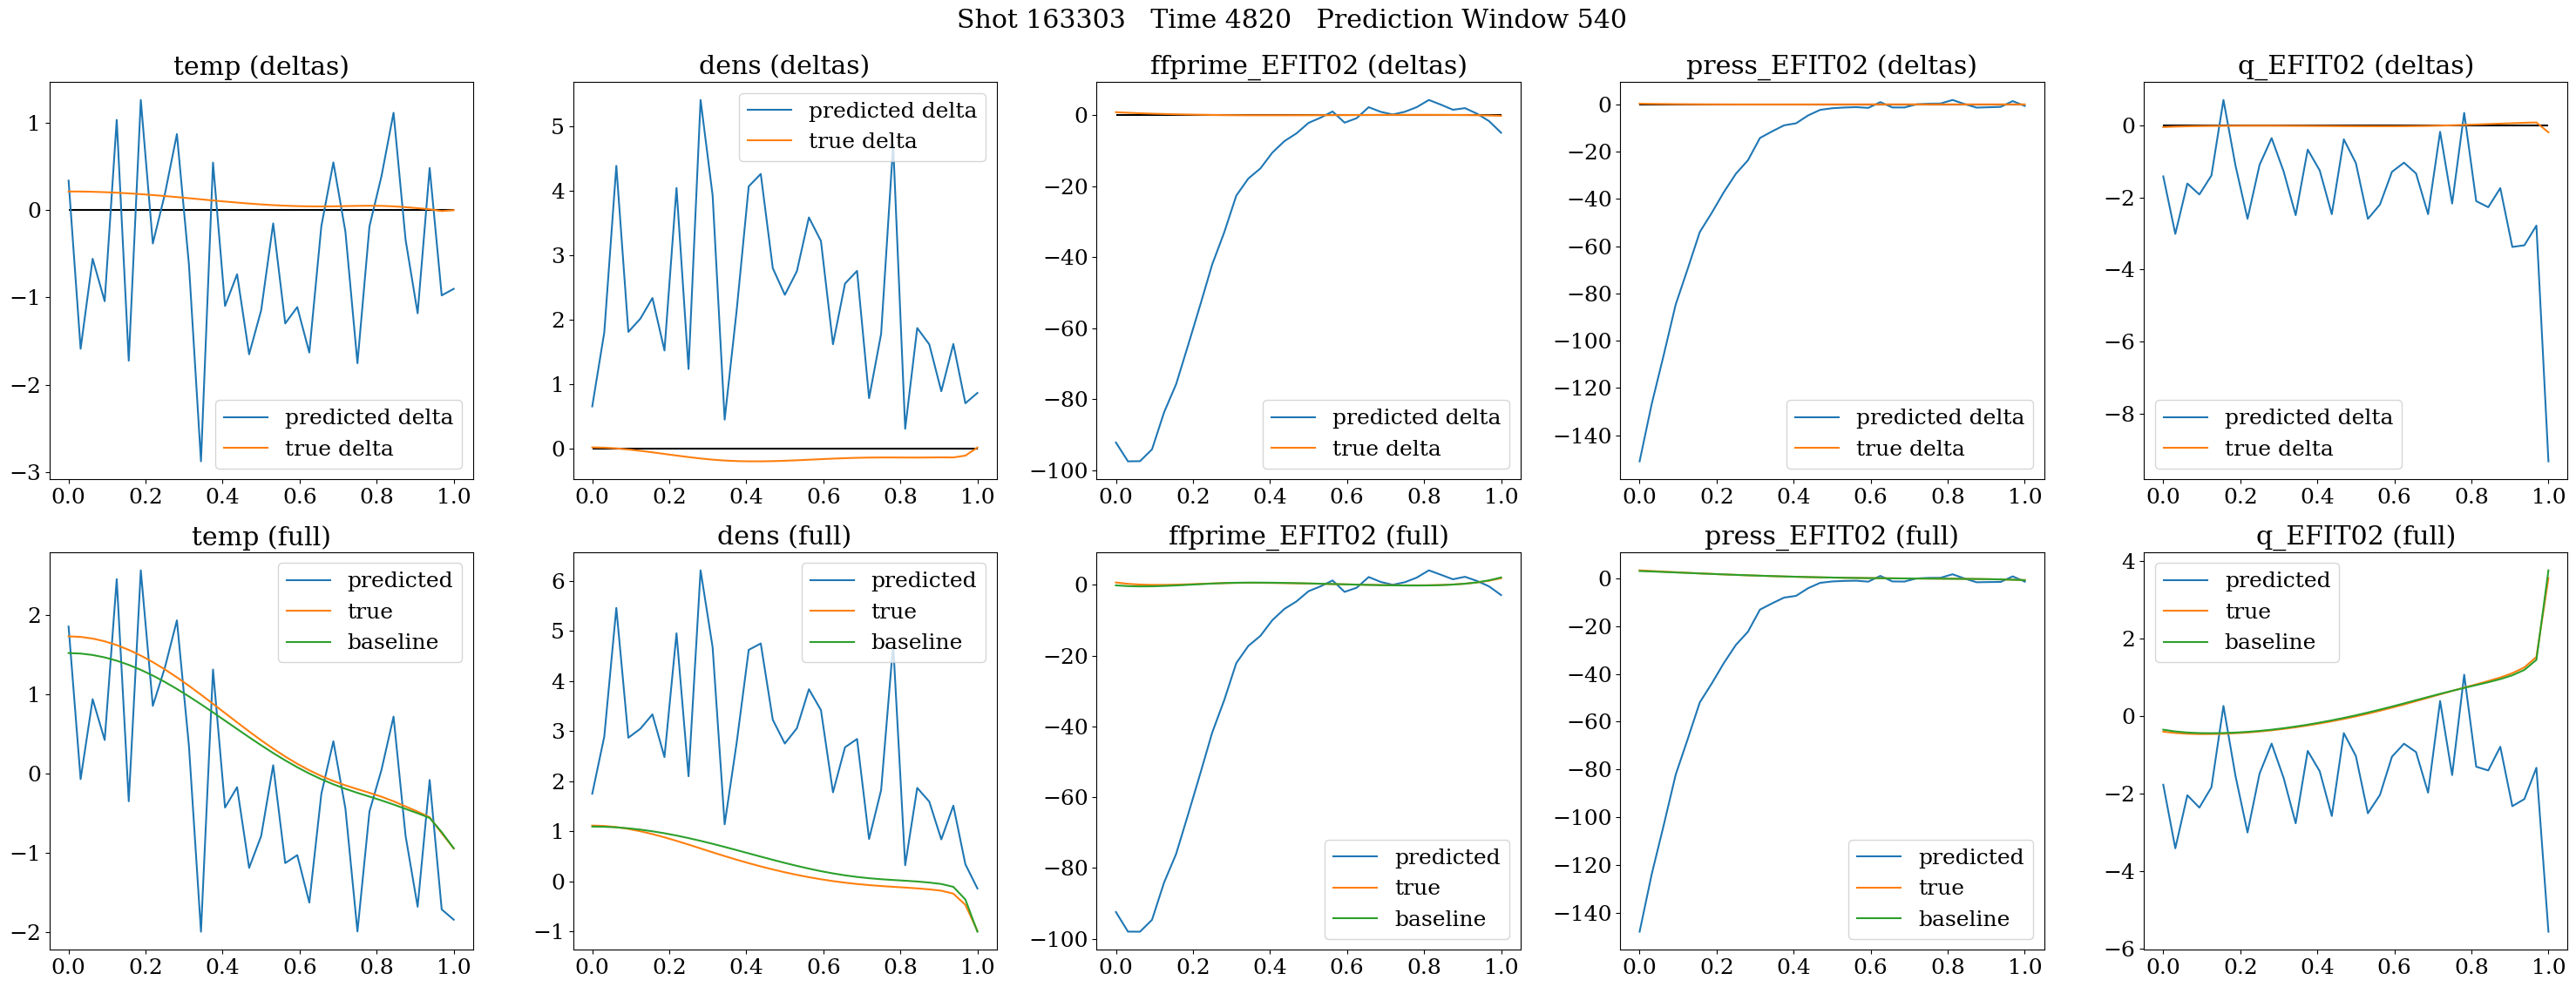 Shot 163303   Time 4820   Prediction Window 540
temp (deltas)
1
0
−1
−2
−3
0.0 0.2 0.4 0.6 0.8 1.0
predicted delta
true delta
dens (deltas)
5
4
3
2
1
0
0.0 0.2 0.4 0.6 0.8 1.0
predicted delta
true delta
ffprime_EFIT02 (deltas)
0
−20
−40
−60
−80
−100
0.0 0.2 0.4 0.6 0.8 1.0
predicted delta
true delta
press_EFIT02 (deltas)
0
−20
−40
−60
−80
−100
−120
−140
0.0 0.2 0.4 0.6 0.8 1.0
predicted delta
true delta
q_EFIT02 (deltas)
0
−2
−4
−6
−8
0.0 0.2 0.4 0.6 0.8 1.0
predicted delta
true delta
temp (full)
2
1
0
−1
−2
0.0 0.2 0.4 0.6 0.8 1.0
predicted
true
baseline
dens (full)
6
5
4
3
2
1
0
−1
0.0 0.2 0.4 0.6 0.8 1.0
predicted
true
baseline
ffprime_EFIT02 (full)
0
−20
−40
−60
−80
−100
0.0 0.2 0.4 0.6 0.8 1.0
predicted
true
baseline
press_EFIT02 (full)
0
−20
−40
−60
−80
−100
−120
−140
0.0 0.2 0.4 0.6 0.8 1.0
predicted
true
baseline
q_EFIT02 (full)
4
2
0
−2
−4
−6
0.0 0.2 0.4 0.6 0.8 1.0
predicted
true
baseline